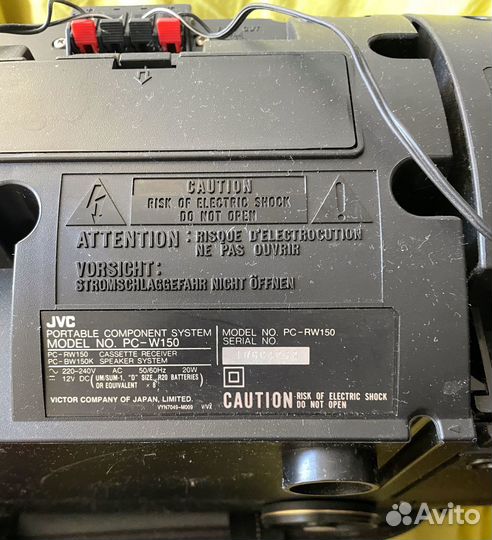 CAUTION
RISK OF ELECTRIC SHOCK
DO NOT OPEN
ATTENTION: RISQUE D'ELECTROCUTION
NE PAS OUVRIR
VORSICHT:
STROMSCHLAGGEFAHR NICHT ÖFFNEN
JVC
PORTABLE COMPONENT SYSTEM
MODEL NO. PC-W150
PC-RW150 CASSETTE RECEIVER
PC-BW150K SPEAKER SYSTEM
220-240V AC 50/60Hz 20W
12V DC (UM/SUM-1, "D" SIZE, R20 BATTERIES
OR EQUIVALENT × 8)
VICTOR COMPANY OF JAPAN, LIMITED.
VYN7049-M009 V/V2
MODEL NO. PC-RW150
SERIAL NO.
CAUTION RISK OF ELECTRIC SHOCK
DO NOT OPEN
Avito